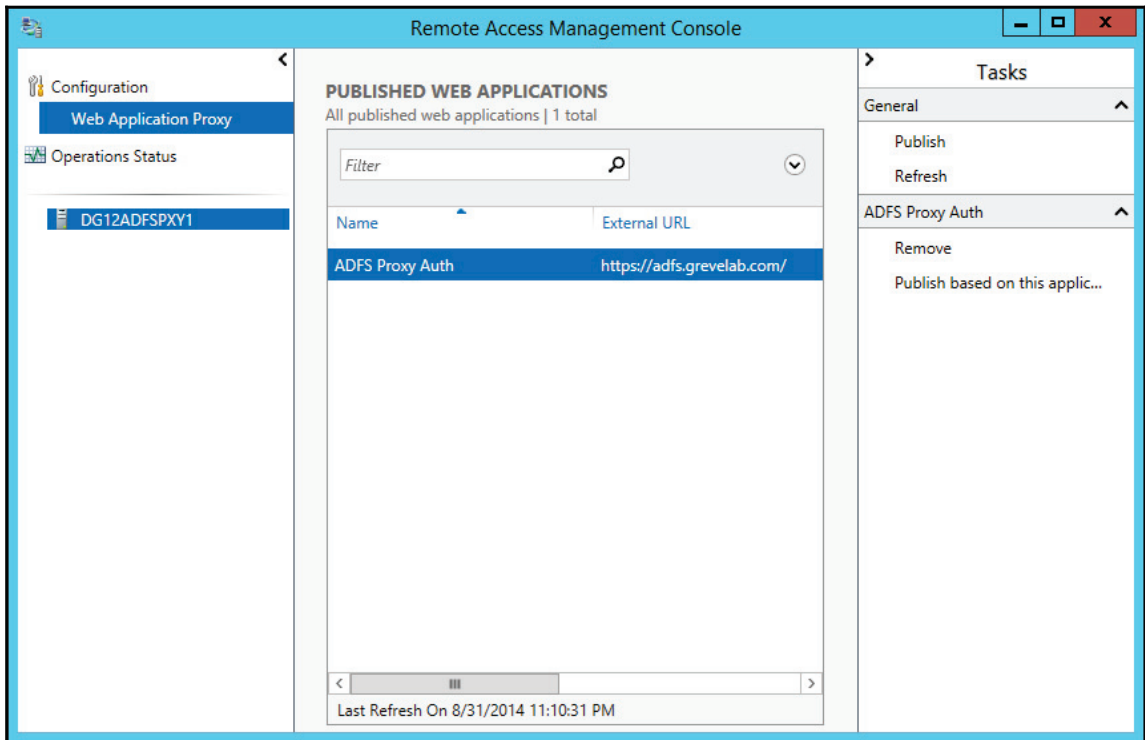 Remote Access Management Console
Configuration
Web Application Proxy
Operations Status
DG12ADFSPXY1
PUBLISHED WEB APPLICATIONS
All published web applications | 1 total
Filter
Name External URL
ADFS Proxy Auth https://adfs.grevelab.com/
Last Refresh On 8/31/2014 11:10:31 PM
Tasks
General
Publish
Refresh
ADFS Proxy Auth
Remove
Publish based on this applic...